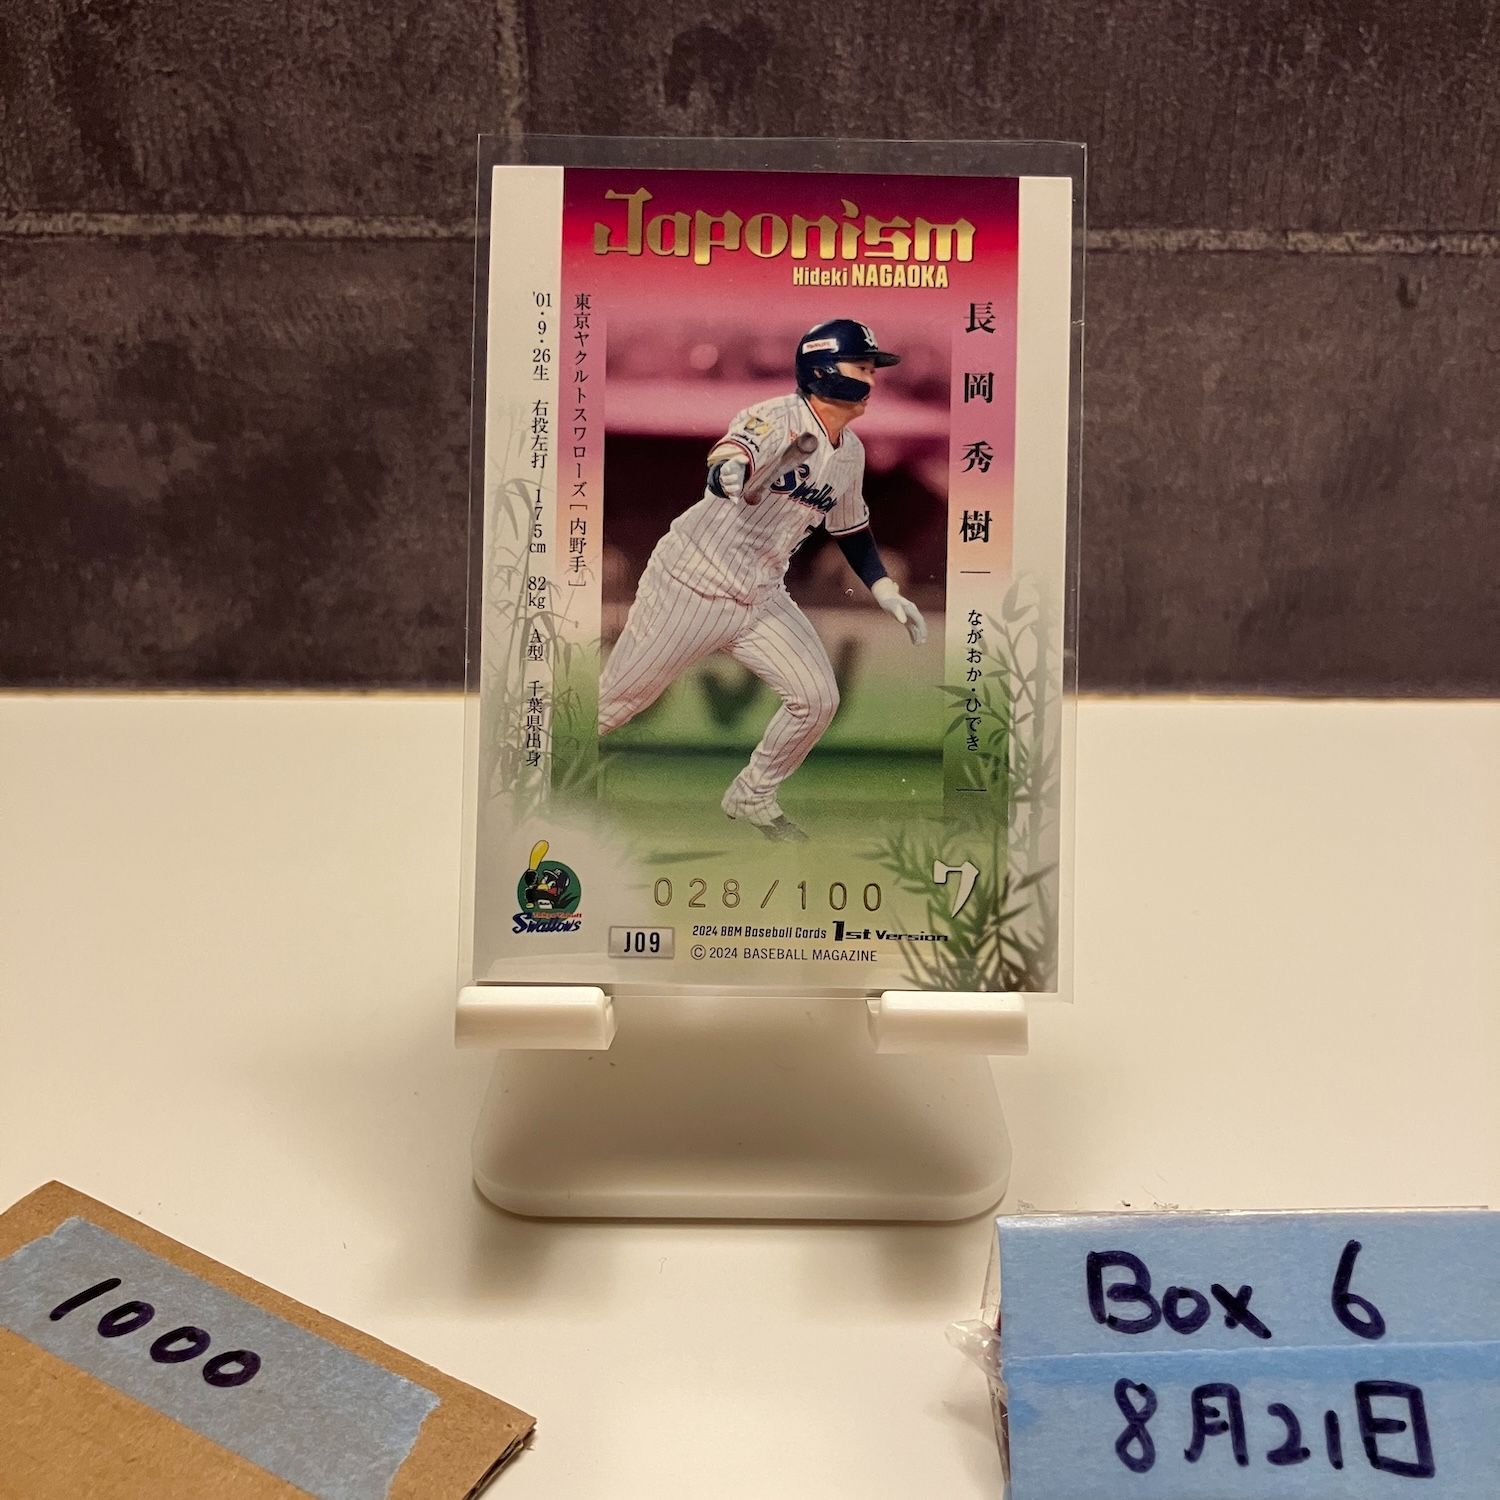 Japonism
Hideki NAGAOKA
長岡秀樹
ながおか・ひでき
東京ヤクルトスワローズ［内野手］
'01・9・26生 右投左打 175cm 82kg A型 千葉県出身
Swallows
7
ワ
028/100
Swallows
J09
2024 BBM Baseball Cards 1st Version
©2024 BASEBALL MAGAZINE
1000
Box 6
8月21日